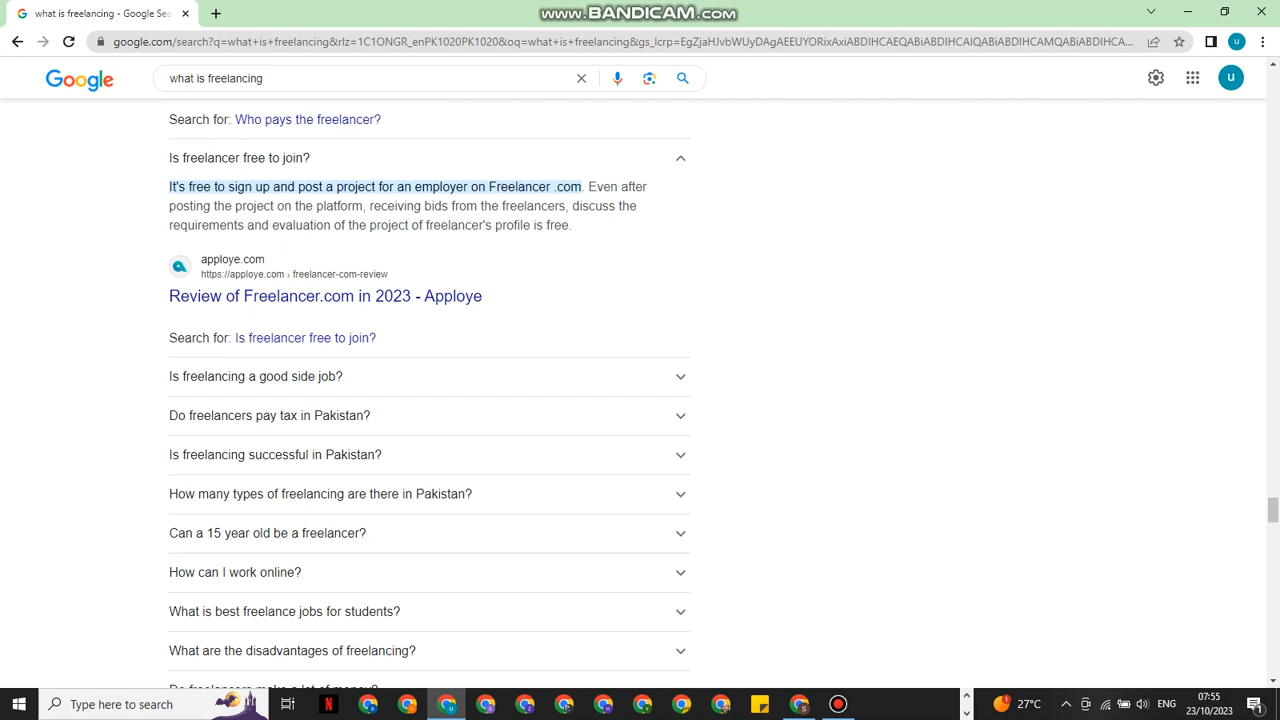 what is freelancing - Google Sea
WWW.BANDICAM.COM
google.com/search?q=what+is+freelancing&rlz=1C1ONGR_enPK1020PK1020&oq=what+is+freelancing&gs_lcrp=EgZjaHJvbWUyDAgAEEUYORixAxiABDIHCAEQABiABDIHCAIQABiABDIHCAMQABiABDIHCA...
u
Google
what is freelancing
u
Search for: Who pays the freelancer?
Is freelancer free to join?
It's free to sign up and post a project for an employer on Freelancer .com. Even after
posting the project on the platform, receiving bids from the freelancers, discuss the
requirements and evaluation of the project of freelancer's profile is free.
apploye.com
https://apploye.com › freelancer-com-review
Review of Freelancer.com in 2023 - Apploye
Search for: Is freelancer free to join?
Is freelancing a good side job?
Do freelancers pay tax in Pakistan?
Is freelancing successful in Pakistan?
How many types of freelancing are there in Pakistan?
Can a 15 year old be a freelancer?
How can I work online?
What is best freelance jobs for students?
What are the disadvantages of freelancing?
Do freelancers make a lot of money?
Type here to search
27°C
ENG
07:55
23/10/2023